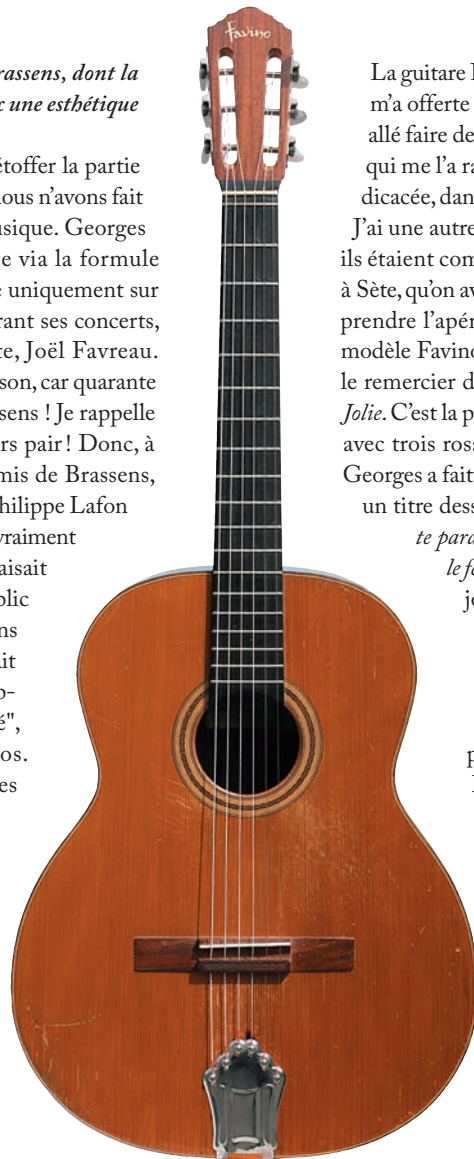 Favino
rassens, dont la
c une esthétique
étoffer la partie
nous n'avons fait
usique. Georges
e via la formule
e uniquement sur
rant ses concerts,
te, Joël Favreau.
son, car quarante
sens ! Je rappelle
rs pair ! Donc, à
mis de Brassens,
hilippe Lafon
vraiment
aisait
blic
ns
ait
p-
é",
os.
es
La guitare
m'a offerte
allé faire de
qui me l'a ra
dicacée, dan
J'ai une autre
ils étaient com
à Sète, qu'on av
prendre l'apér
modèle Favino
le remercier d
Jolie. C'est la p
avec trois ross
Georges a fait
un titre dess
te para
le fa
jo
p